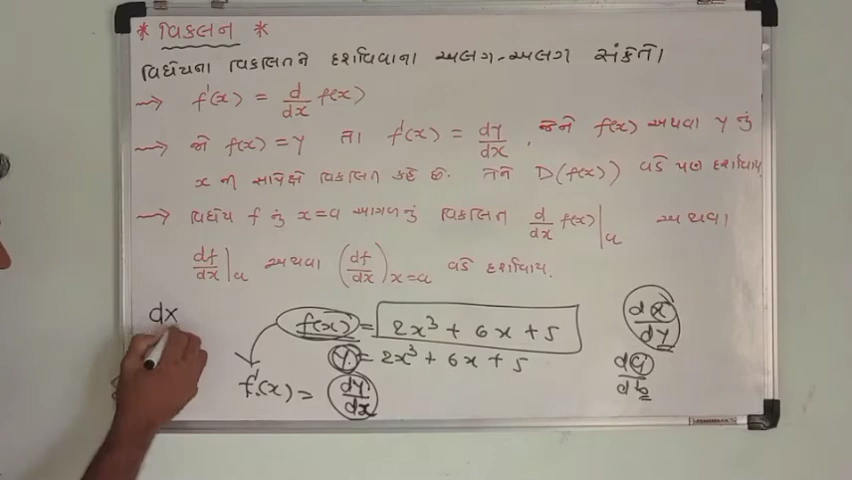 * વિકલન *
વિધેયના વિકલિતને દર્શાવવાના અલગ-અલગ સંકેતો
⇝ f'(x) = d/dx f(x)
⇝ જો f(x) = y તો f'(x) = dy/dx , જેને f(x) અથવા y નું
x ની સાપેક્ષે વિકલિત કહે છે. તેને D(f(x)) વડે પણ દર્શાવાય
⇝ વિધેય f નું x=a આગળનું વિકલિત d/dx f(x)|a અથવા
df/dx|a અથવા (df/dx)x=a વડે દર્શાવાય.
dx
f(x) = 2x³ + 6x + 5
y = 2x³ + 6x + 5
f'(x) = dy/dx
dx/dy
da/db